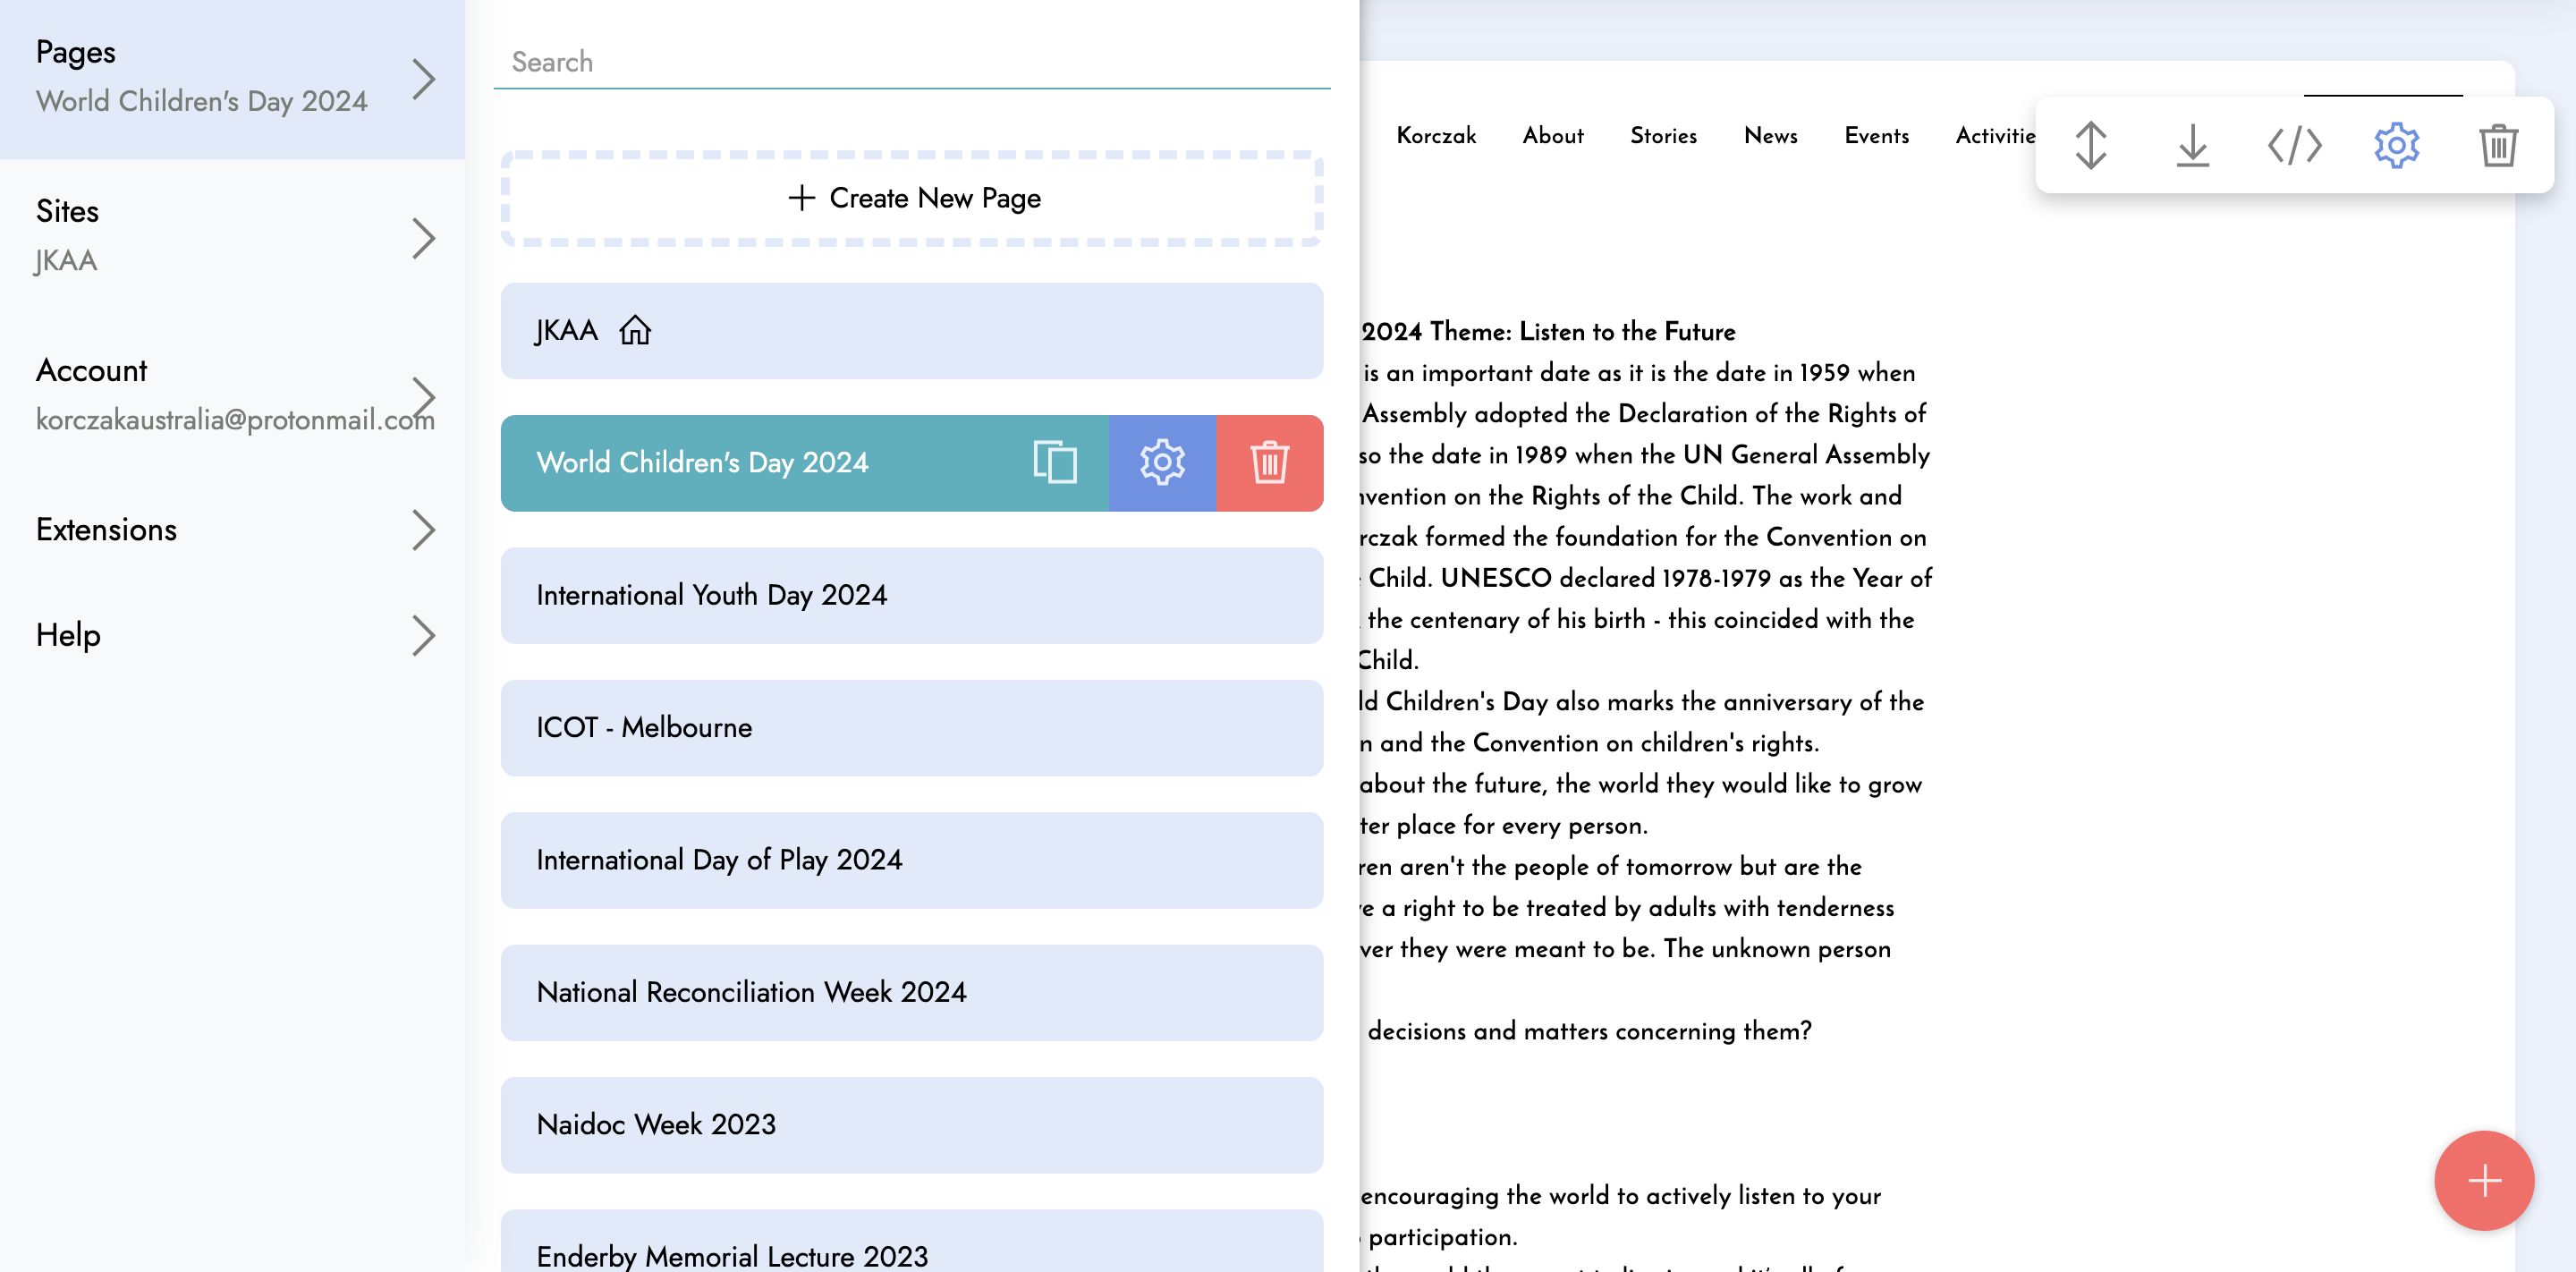 Pages
World Children's Day 2024
Sites
JKAA
Account
korczakaustralia@protonmail.com
Extensions
Help
Search
+ Create New Page
JKAA
World Children's Day 2024
International Youth Day 2024
ICOT - Melbourne
International Day of Play 2024
National Reconciliation Week 2024
Naidoc Week 2023
Enderby Memorial Lecture 2023
Korczak About Stories News Events
2024 Theme: Listen to the Future
is an important date as it is the date in 1959 when
Assembly adopted the Declaration of the Rights of
so the date in 1989 when the UN General Assembly
on the Rights of the Child. The work and
formed the foundation for the Convention on
Child. UNESCO declared 1978-1979 as the Year of
the centenary of his birth - this coincided with the
Child.
Children's Day also marks the anniversary of the
and the Convention on children's rights.
about the future, the world they would like to grow
place for every person.
aren't the people of tomorrow but are the
a right to be treated by adults with tenderness
they were meant to be. The unknown person
decisions and matters concerning them?
encouraging the world to actively listen to your
participation.